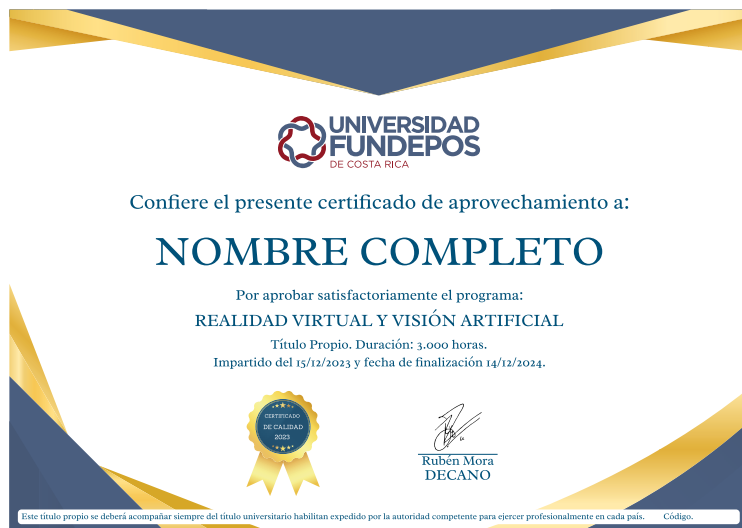 UNIVERSIDAD
FUNDEPOS
DE COSTA RICA
Confiere el presente certificado de aprovechamiento a:
NOMBRE COMPLETO
Por aprobar satisfactoriamente el programa:
REALIDAD VIRTUAL Y VISIÓN ARTIFICIAL
Título Propio. Duración: 3.000 horas.
Impartido del 15/12/2023 y fecha de finalización 14/12/2024.
CERTIFICADO
DE CALIDAD
2023
Rubén Mora
DECANO
Este título propio se deberá acompañar siempre del título universitario habilitan expedido por la autoridad competente para ejercer profesionalmente en cada país. Código.